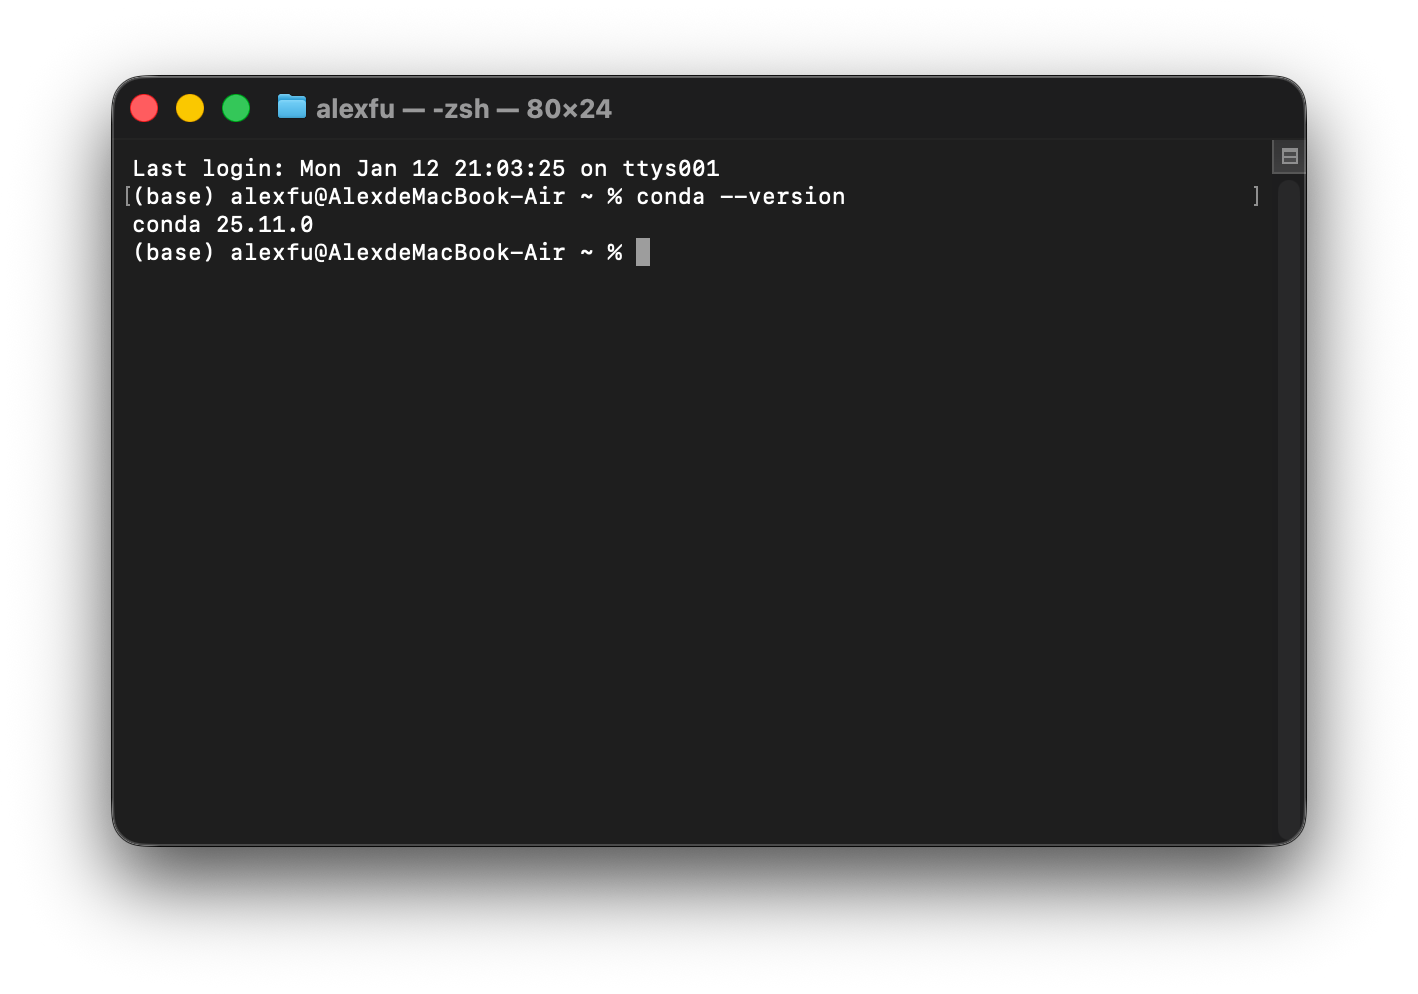 alexfu — -zsh — 80×24
Last login: Mon Jan 12 21:03:25 on ttys001
[(base) alexfu@AlexdeMacBook-Air ~ % conda --version ]
conda 25.11.0
(base) alexfu@AlexdeMacBook-Air ~ %